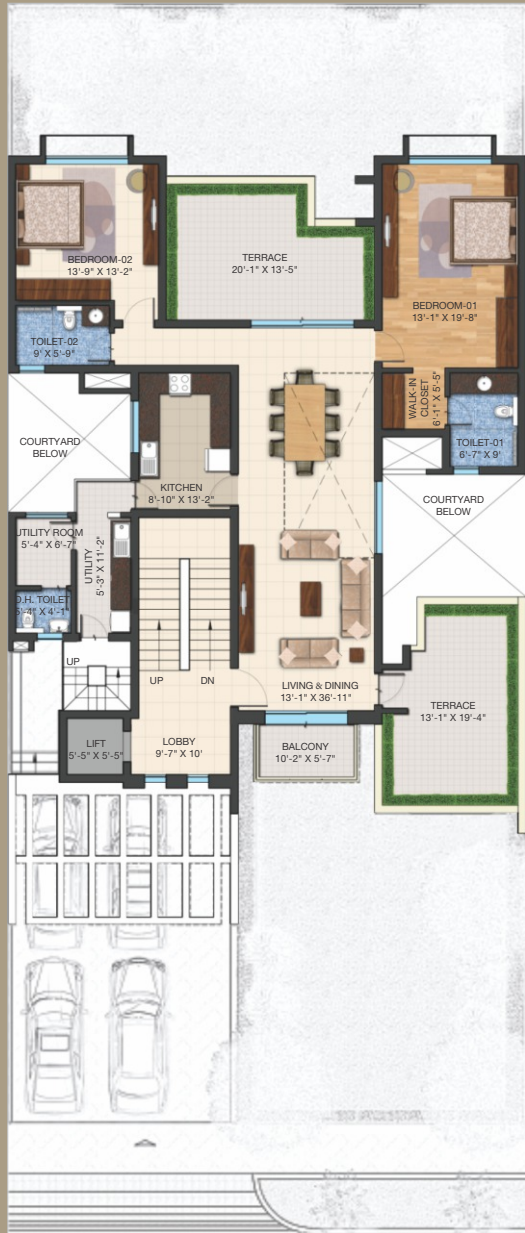 BEDROOM-02
13'-9" X 13'-2"
TERRACE
20'-1" X 13'-5"
BEDROOM-01
13'-1" X 19'-8"
TOILET-02
9' X 5'-9"
WALK-IN
CLOSET
6'-1" X 5'-5"
TOILET-01
6'-7" X 9'
COURTYARD
BELOW
KITCHEN
8'-10" X 13'-2"
COURTYARD
BELOW
UTILITY ROOM
5'-4" X 6'-7"
UTILITY
5'-3" X 11'-2"
D.H. TOILET
5'-4" X 4'-1"
UP
UP
DN
LIVING & DINING
13'-1" X 36'-11"
TERRACE
13'-1" X 19'-4"
LIFT
5'-5" X 5'-5"
LOBBY
9'-7" X 10'
BALCONY
10'-2" X 5'-7"